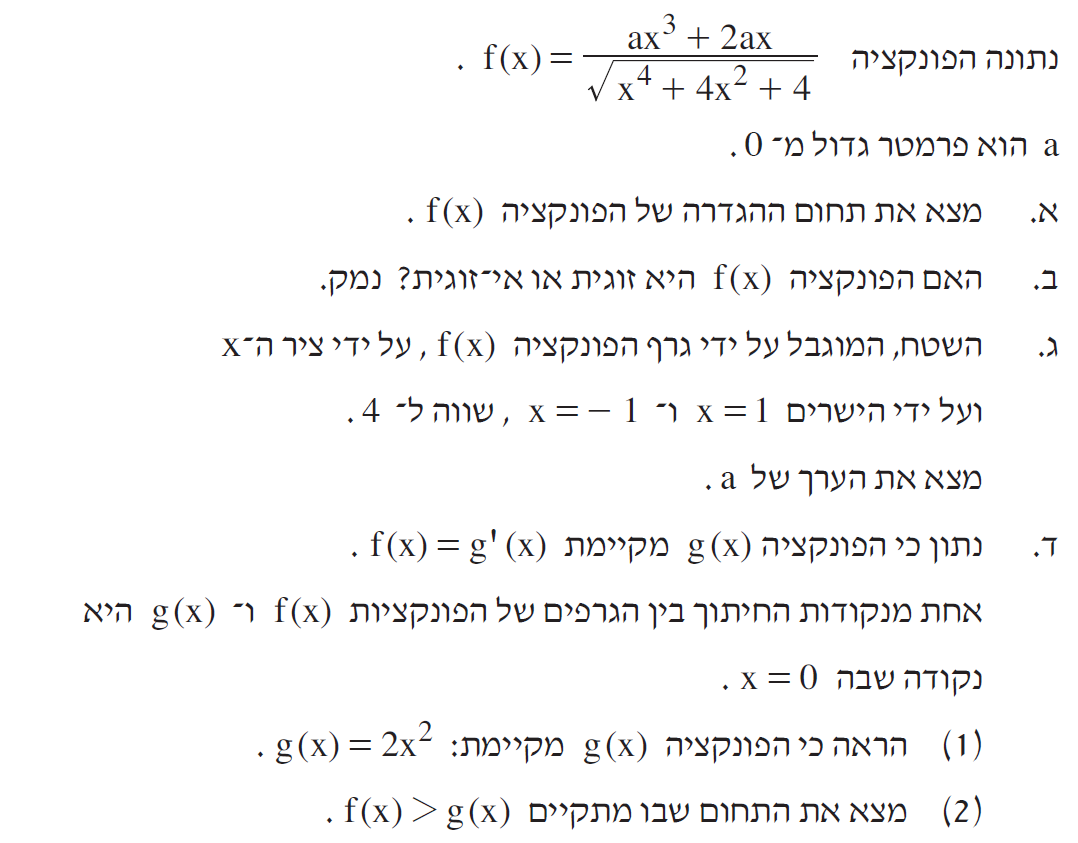 נתונה הפונקציה f(x) = \frac{ax^3 + 2ax}{\sqrt{x^4 + 4x^2 + 4}} .
a הוא פרמטר גדול מ־ 0 .
א. מצא את תחום ההגדרה של הפונקציה f(x) .
ב. האם הפונקציה f(x) היא זוגית או אי־זוגית? נמק.
ג. השטח, המוגבל על ידי גרף הפונקציה f(x) , על ידי ציר ה־x
ועל ידי הישרים x = 1 ו־ x = − 1 , שווה ל־ 4 .
מצא את הערך של a .
ד. נתון כי הפונקציה g(x) מקיימת f(x) = g'(x) .
אחת מנקודות החיתוך בין הגרפים של הפונקציות f(x) ו־ g(x) היא
נקודה שבה x = 0 .
(1) הראה כי הפונקציה g(x) מקיימת: g(x) = 2x^2 .
(2) מצא את התחום שבו מתקיים f(x) > g(x) .